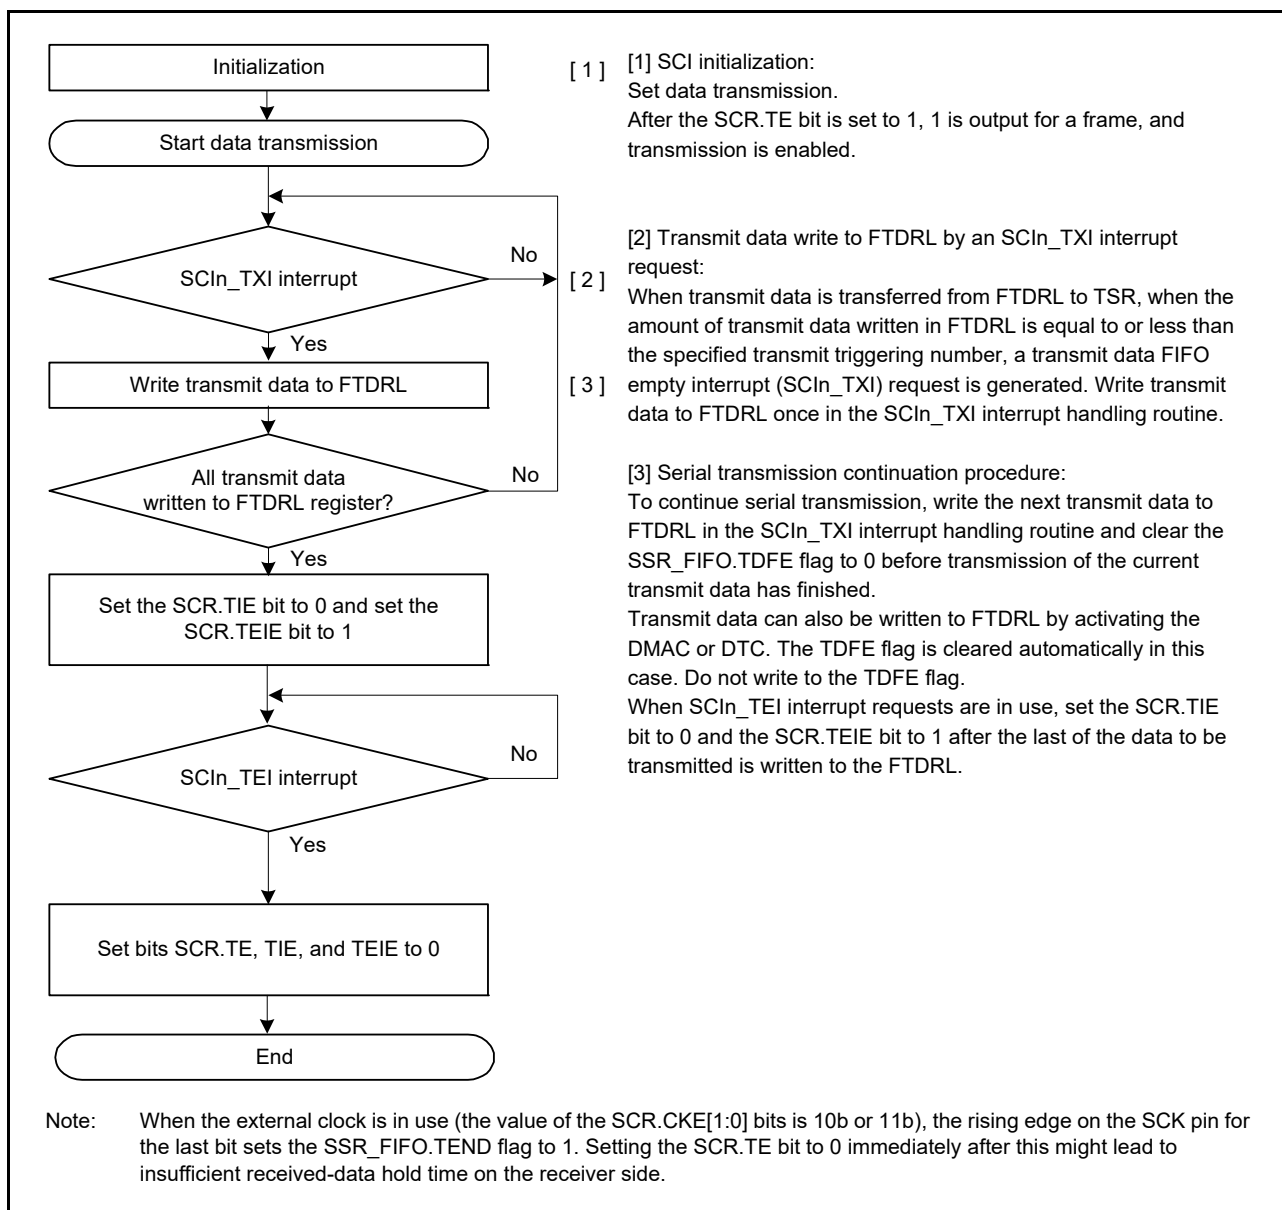 Initialization
[ 1 ]
[1] SCI initialization:
Set data transmission.
After the SCR.TE bit is set to 1, 1 is output for a frame, and
transmission is enabled.
Start data transmission
SCIn_TXI interrupt
No
Yes
[ 2 ]
[2] Transmit data write to FTDRL by an SCIn_TXI interrupt
request:
When transmit data is transferred from FTDRL to TSR, when the
amount of transmit data written in FTDRL is equal to or less than
the specified transmit triggering number, a transmit data FIFO
empty interrupt (SCIn_TXI) request is generated. Write transmit
data to FTDRL once in the SCIn_TXI interrupt handling routine.
Write transmit data to FTDRL
[ 3 ]
All transmit data
written to FTDRL register?
No
Yes
[3] Serial transmission continuation procedure:
To continue serial transmission, write the next transmit data to
FTDRL in the SCIn_TXI interrupt handling routine and clear the
SSR_FIFO.TDFE flag to 0 before transmission of the current
transmit data has finished.
Transmit data can also be written to FTDRL by activating the
DMAC or DTC. The TDFE flag is cleared automatically in this
case. Do not write to the TDFE flag.
When SCIn_TEI interrupt requests are in use, set the SCR.TIE
bit to 0 and the SCR.TEIE bit to 1 after the last of the data to be
transmitted is written to the FTDRL.
Set the SCR.TIE bit to 0 and set the
SCR.TEIE bit to 1
SCIn_TEI interrupt
No
Yes
Set bits SCR.TE, TIE, and TEIE to 0
End
Note: When the external clock is in use (the value of the SCR.CKE[1:0] bits is 10b or 11b), the rising edge on the SCK pin for
the last bit sets the SSR_FIFO.TEND flag to 1. Setting the SCR.TE bit to 0 immediately after this might lead to
insufficient received-data hold time on the receiver side.